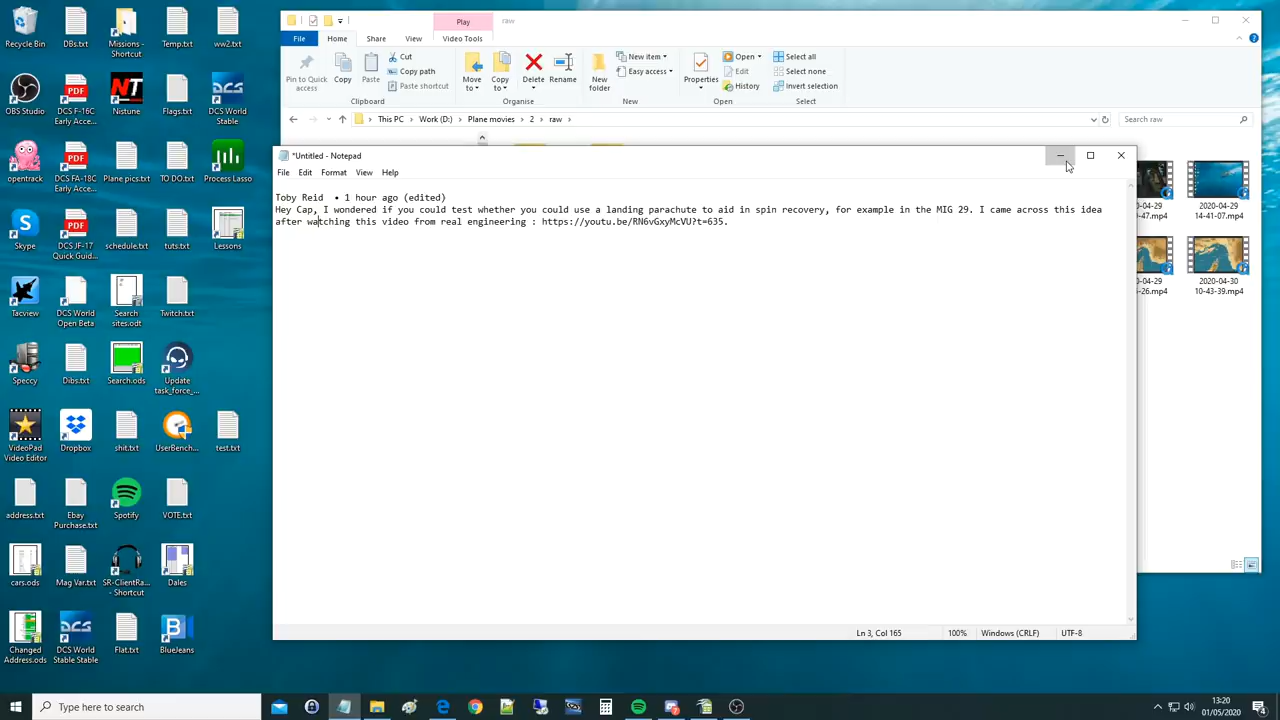 Recycle Bin
DBs.txt
Missions -
Shortcut
Temp.txt
ww2.txt
OBS Studio
DCS F-16C
Early Acce...
Nistune
Flags.txt
DCS World
Stable
opentrack
DCS FA-18C
Early Acce...
Plane pics.txt
TO DO.txt
Process Lasso
Skype
DCS JF-17
Quick Guid...
schedule.txt
tuts.txt
Lessons
Tacview
DCS World
Open Beta
Search
sites.odt
Twitch.txt
Speccy
Dibs.txt
Search.ods
Update
task_force_...
VideoPad
Video Editor
Dropbox
shit.txt
UserBench...
test.txt
address.txt
Ebay
Purchase.txt
Spotify
VOTE.txt
cars.ods
Mag Var.txt
SR-ClientRa...
- Shortcut
Dales
Changed
Address.ods
DCS World
Stable Stable
Flat.txt
BlueJeans
Play
raw
File
Home
Share
View
Video Tools
Pin to Quick
access
Copy
Paste
Cut
Copy path
Paste shortcut
Clipboard
Move
to
Copy
to
Delete
Rename
Organise
New
folder
New item
Easy access
New
Properties
Open
Edit
History
Open
Select all
Select none
Invert selection
Select
This PC > Work (D:) > Plane movies > 2 > raw >
Search raw
*Untitled - Notepad
File Edit Format View Help
Toby Reid • 1 hour ago (edited)
Hey Cap, I wondered if you could test whether you could use a landing parachute to aid in spin recovery, for example in the MIG 29. I came across this idea
after watching this video from real engineering : https://youtu.be/RN6vGxyMcVU?t=635.
Ln 3, Col 165
100%
Windows (CRLF)
UTF-8
-04-29
-47.mp4
2020-04-29
14-41-07.mp4
-04-29
-26.mp4
2020-04-30
10-43-39.mp4
Type here to search
13:20
01/05/2020